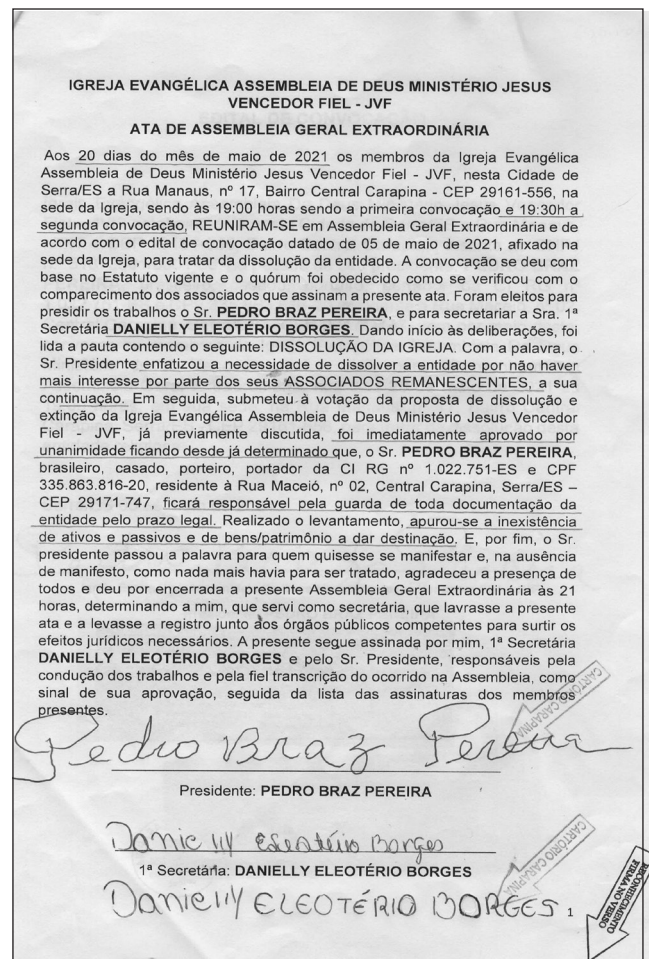 IGREJA EVANGÉLICA ASSEMBLEIA DE DEUS MINISTÉRIO JESUS
VENCEDOR FIEL - JVF
ATA DE ASSEMBLEIA GERAL EXTRAORDINÁRIA
Aos 20 dias do mês de maio de 2021 os membros da Igreja Evangélica
Assembleia de Deus Ministério Jesus Vencedor Fiel - JVF, nesta Cidade de
Serra/ES a Rua Manaus, nº 17, Bairro Central Carapina - CEP 29161-556, na
sede da Igreja, sendo às 19:00 horas sendo a primeira convocação e 19:30h a
segunda convocação, REUNIRAM-SE em Assembleia Geral Extraordinária e de
acordo com o edital de convocação datado de 05 de maio de 2021, afixado na
sede da Igreja, para tratar da dissolução da entidade. A convocação se deu com
base no Estatuto vigente e o quórum foi obedecido como se verificou com o
comparecimento dos associados que assinam a presente ata. Foram eleitos para
presidir os trabalhos o Sr. PEDRO BRAZ PEREIRA, e para secretariar a Sra. 1ª
Secretária DANIELLY ELEOTÉRIO BORGES. Dando início às deliberações, foi
lida a pauta contendo o seguinte: DISSOLUÇÃO DA IGREJA. Com a palavra, o
Sr. Presidente enfatizou a necessidade de dissolver a entidade por não haver
mais interesse por parte dos seus ASSOCIADOS REMANESCENTES, a sua
continuação. Em seguida, submeteu à votação da proposta de dissolução e
extinção da Igreja Evangélica Assembleia de Deus Ministério Jesus Vencedor
Fiel - JVF, já previamente discutida, foi imediatamente aprovado por
unanimidade ficando desde já determinado que, o Sr. PEDRO BRAZ PEREIRA,
brasileiro, casado, porteiro, portador da CI RG nº 1.022.751-ES e CPF
335.863.816-20, residente à Rua Maceió, nº 02, Central Carapina, Serra/ES –
CEP 29171-747, ficará responsável pela guarda de toda documentação da
entidade pelo prazo legal. Realizado o levantamento, apurou-se a inexistência
de ativos e passivos e de bens/patrimônio a dar destinação. E, por fim, o Sr.
presidente passou a palavra para quem quisesse se manifestar e, na ausência
de manifesto, como nada mais havia para ser tratado, agradeceu a presença de
todos e deu por encerrada a presente Assembleia Geral Extraordinária às 21
horas, determinando a mim, que servi como secretária, que lavrasse a presente
ata e a levasse a registro junto aos órgãos públicos competentes para surtir os
efeitos jurídicos necessários. A presente segue assinada por mim, 1ª Secretária
DANIELLY ELEOTÉRIO BORGES e pelo Sr. Presidente, responsáveis pela
condução dos trabalhos e pela fiel transcrição do ocorrido na Assembleia, como
sinal de sua aprovação, seguida da lista das assinaturas dos membros
presentes.
CARTÓRIO CARAPINA
Pedro Braz Pereira
Presidente: PEDRO BRAZ PEREIRA
Danielly Eleotério Borges
CARTÓRIO CARAPINA
1ª Secretária: DANIELLY ELEOTÉRIO BORGES
Danielly ELEOTÉRIO BORGES 1
RECONHECIMENTO
FIRMA NO VERSO